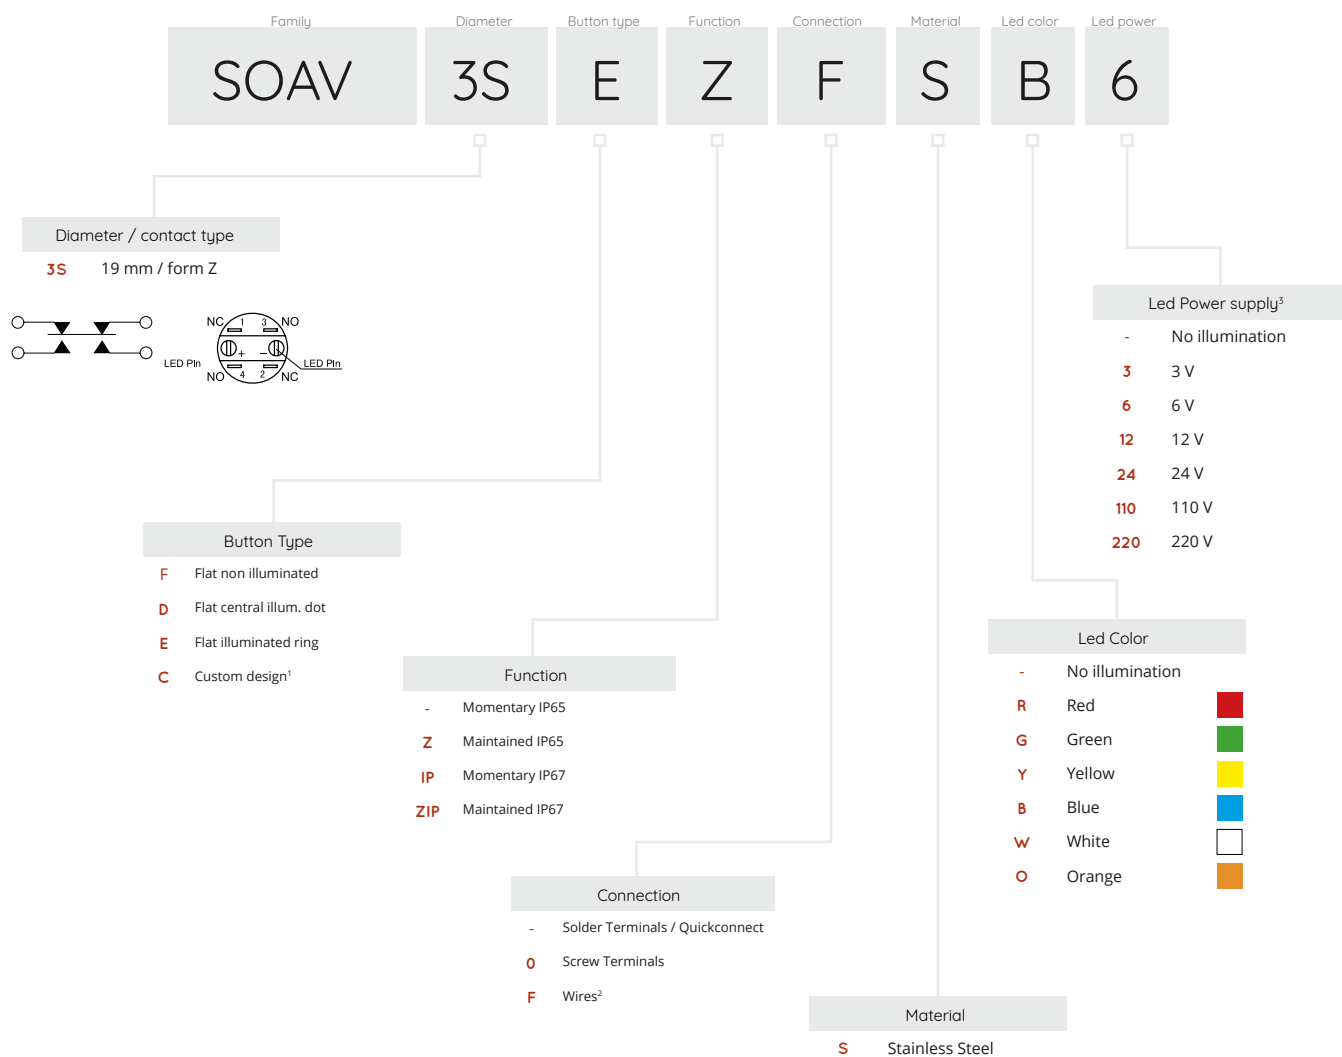 Family Diameter Button type Function Connection Material Led color Led power
SOAV 3S E Z F S B 6
Diameter / contact type
3S 19 mm / form Z
NC 1 3 NO
LED Pin + - LED Pin
NO 4 2 NC
Led Power supply³
- No illumination
3 3 V
6 6 V
12 12 V
24 24 V
110 110 V
220 220 V
Button Type
F Flat non illuminated
D Flat central illum. dot
E Flat illuminated ring
C Custom design¹
Function
- Momentary IP65
Z Maintained IP65
IP Momentary IP67
ZIP Maintained IP67
Led Color
- No illumination
R Red
G Green
Y Yellow
B Blue
W White
O Orange
Connection
- Solder Terminals / Quickconnect
0 Screw Terminals
F Wires²
Material
S Stainless Steel